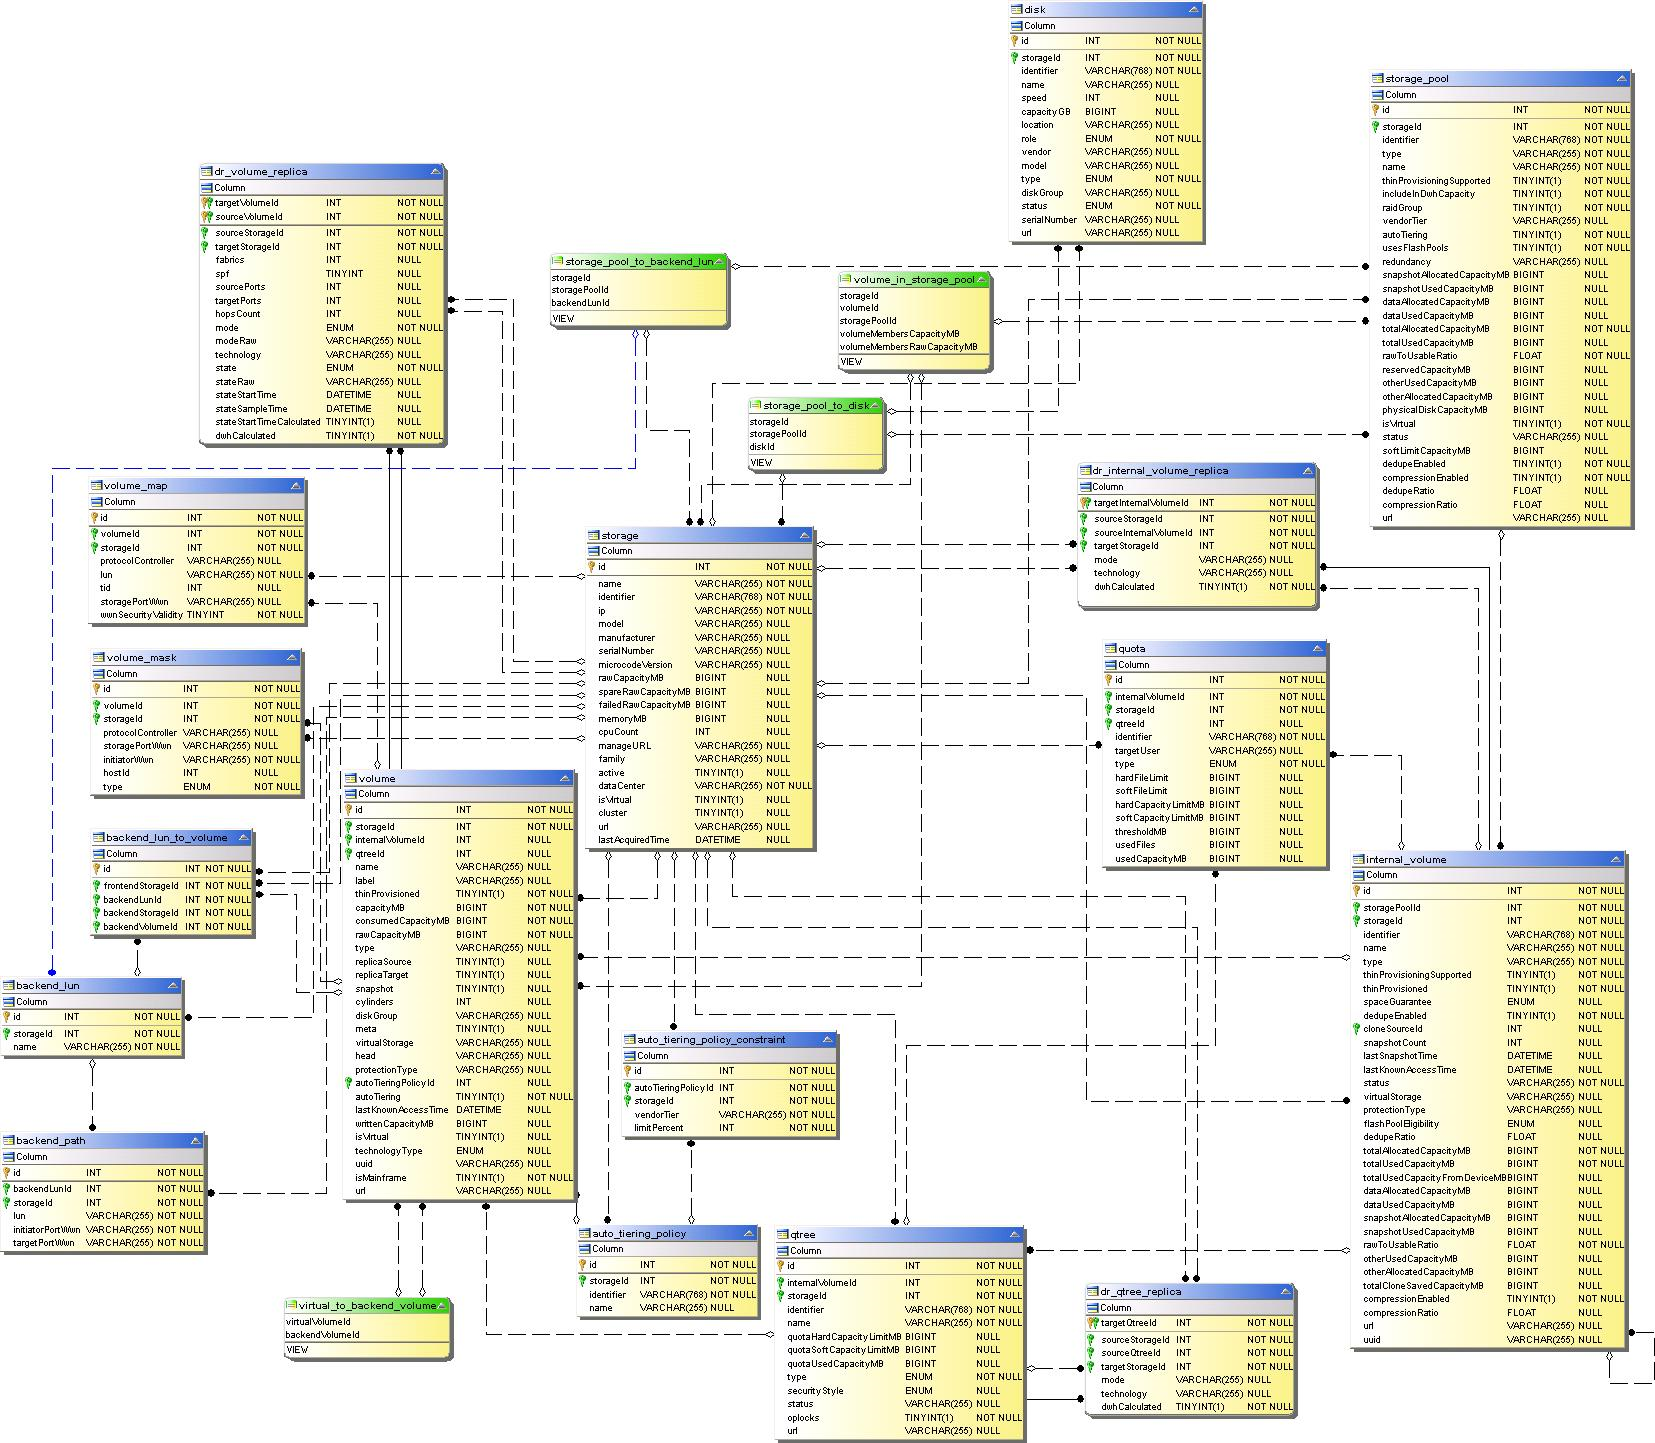 disk
Column
id INT NOT NULL
storageId INT NOT NULL
identifier VARCHAR(768) NOT NULL
name VARCHAR(255) NULL
speed INT NULL
capacityGB BIGINT NULL
location VARCHAR(255) NULL
role ENUM NOT NULL
vendor VARCHAR(255) NULL
model VARCHAR(255) NULL
type ENUM NOT NULL
diskGroup VARCHAR(255) NULL
status ENUM NOT NULL
serialNumber VARCHAR(255) NULL
url VARCHAR(255) NULL
storage_pool
Column
id INT NOT NULL
storageId INT NOT NULL
identifier VARCHAR(768) NOT NULL
type VARCHAR(255) NOT NULL
name VARCHAR(255) NOT NULL
thinProvisioningSupported TINYINT(1) NOT NULL
includeInDwhCapacity TINYINT(1) NOT NULL
raidGroup TINYINT(1) NOT NULL
vendorTier VARCHAR(255) NULL
autoTiering TINYINT(1) NOT NULL
usesFlashPools TINYINT(1) NOT NULL
redundancy VARCHAR(255) NULL
snapshotAllocatedCapacityMB BIGINT NULL
snapshotUsedCapacityMB BIGINT NULL
dataAllocatedCapacityMB BIGINT NULL
dataUsedCapacityMB BIGINT NULL
totalAllocatedCapacityMB BIGINT NOT NULL
totalUsedCapacityMB BIGINT NULL
rawToUsableRatio FLOAT NOT NULL
reservedCapacityMB BIGINT NULL
otherUsedCapacityMB BIGINT NULL
otherAllocatedCapacityMB BIGINT NULL
physicalDiskCapacityMB BIGINT NULL
isVirtual TINYINT(1) NOT NULL
status VARCHAR(255) NULL
softLimitCapacityMB BIGINT NULL
dedupeEnabled TINYINT(1) NOT NULL
compressionEnabled TINYINT(1) NOT NULL
dedupeRatio FLOAT NULL
compressionRatio FLOAT NULL
url VARCHAR(255) NULL
dr_volume_replica
Column
targetVolumeId INT NOT NULL
sourceVolumeId INT NOT NULL
sourceStorageId INT NOT NULL
targetStorageId INT NOT NULL
fabrics INT NULL
spf TINYINT NULL
sourcePorts INT NULL
targetPorts INT NULL
hopsCount INT NULL
mode ENUM NOT NULL
modeRaw VARCHAR(255) NULL
technology VARCHAR(255) NULL
state ENUM NOT NULL
stateRaw VARCHAR(255) NULL
stateStartTime DATETIME NULL
stateSampleTime DATETIME NULL
stateStartTimeCalculated TINYINT(1) NULL
dwhCalculated TINYINT(1) NOT NULL
storage_pool_to_backend_lun
storageId
storagePoolId
backendLunId
VIEW
volume_in_storage_pool
storageId
volumeId
storagePoolId
volumeMembersCapacityMB
volumeMembersRawCapacityMB
VIEW
storage_pool_to_disk
storageId
storagePoolId
diskId
VIEW
dr_internal_volume_replica
Column
targetInternalVolumeId INT NOT NULL
sourceStorageId INT NOT NULL
sourceInternalVolumeId INT NOT NULL
targetStorageId INT NOT NULL
mode VARCHAR(255) NULL
technology VARCHAR(255) NULL
dwhCalculated TINYINT(1) NOT NULL
volume_map
Column
id INT NOT NULL
volumeId INT NOT NULL
storageId INT NOT NULL
protocolController VARCHAR(255) NULL
lun VARCHAR(255) NOT NULL
tid INT NULL
storagePortWwn VARCHAR(255) NULL
wwnSecurityValidity TINYINT NOT NULL
storage
Column
id INT NOT NULL
name VARCHAR(255) NOT NULL
identifier VARCHAR(768) NOT NULL
ip VARCHAR(255) NOT NULL
model VARCHAR(255) NULL
manufacturer VARCHAR(255) NULL
serialNumber VARCHAR(255) NULL
microcodeVersion VARCHAR(255) NULL
rawCapacityMB BIGINT NULL
spareRawCapacityMB BIGINT NULL
failedRawCapacityMB BIGINT NULL
memoryMB BIGINT NULL
cpuCount INT NULL
manageURL VARCHAR(255) NULL
family VARCHAR(255) NULL
active TINYINT(1) NULL
dataCenter VARCHAR(255) NOT NULL
isVirtual TINYINT(1) NULL
cluster TINYINT(1) NULL
url VARCHAR(255) NULL
lastAcquiredTime DATETIME NULL
volume_mask
Column
id INT NOT NULL
volumeId INT NOT NULL
storageId INT NOT NULL
protocolController VARCHAR(255) NULL
storagePortWwn VARCHAR(255) NULL
initiatorWwn VARCHAR(255) NULL
hostId INT NULL
type ENUM NOT NULL
quota
Column
id INT NOT NULL
internalVolumeId INT NOT NULL
storageId INT NOT NULL
qtreeId INT NULL
identifier VARCHAR(768) NOT NULL
targetUser VARCHAR(255) NULL
type ENUM NOT NULL
hardFileLimit BIGINT NULL
softFileLimit BIGINT NULL
hardCapacityLimitMB BIGINT NULL
softCapacityLimitMB BIGINT NULL
thresholdMB BIGINT NULL
usedFiles BIGINT NULL
usedCapacityMB BIGINT NULL
volume
Column
id INT NOT NULL
storageId INT NOT NULL
internalVolumeId INT NULL
qtreeId INT NULL
name VARCHAR(255) NULL
label VARCHAR(255) NULL
thinProvisioned TINYINT(1) NOT NULL
capacityMB BIGINT NOT NULL
consumedCapacityMB BIGINT NOT NULL
rawCapacityMB BIGINT NOT NULL
type VARCHAR(255) NULL
replicaSource TINYINT(1) NULL
replicaTarget TINYINT(1) NULL
snapshot TINYINT(1) NULL
cylinders INT NULL
diskGroup VARCHAR(255) NULL
meta TINYINT(1) NULL
virtualStorage VARCHAR(255) NULL
head VARCHAR(255) NULL
protectionType VARCHAR(255) NULL
autoTieringPolicyId INT NULL
autoTiering TINYINT(1) NOT NULL
lastKnownAccessTime DATETIME NULL
writtenCapacityMB BIGINT NULL
isVirtual TINYINT(1) NULL
technologyType ENUM NULL
uuid VARCHAR(255) NULL
isMainframe TINYINT(1) NOT NULL
url VARCHAR(255) NULL
backend_lun_to_volume
Column
id INT NOT NULL
frontendStorageId INT NOT NULL
backendLunId INT NOT NULL
backendStorageId INT NOT NULL
backendVolumeId INT NOT NULL
internal_volume
Column
id INT NOT NULL
storagePoolId INT NOT NULL
storageId INT NOT NULL
identifier VARCHAR(768) NOT NULL
name VARCHAR(255) NOT NULL
type VARCHAR(255) NOT NULL
thinProvisioningSupported TINYINT(1) NOT NULL
thinProvisioned TINYINT(1) NOT NULL
spaceGuarantee ENUM NULL
dedupeEnabled TINYINT(1) NOT NULL
cloneSourceId INT NULL
snapshotCount INT NULL
lastSnapshotTime DATETIME NULL
lastKnownAccessTime DATETIME NULL
status VARCHAR(255) NOT NULL
virtualStorage VARCHAR(255) NULL
protectionType VARCHAR(255) NULL
flashPoolEligibility ENUM NULL
dedupeRatio FLOAT NULL
totalAllocatedCapacityMB BIGINT NOT NULL
totalUsedCapacityMB BIGINT NOT NULL
totalUsedCapacityFromDeviceMB BIGINT NULL
dataAllocatedCapacityMB BIGINT NULL
dataUsedCapacityMB BIGINT NULL
snapshotAllocatedCapacityMB BIGINT NULL
snapshotUsedCapacityMB BIGINT NULL
rawToUsableRatio FLOAT NOT NULL
otherUsedCapacityMB BIGINT NULL
otherAllocatedCapacityMB BIGINT NULL
totalCloneSavedCapacityMB BIGINT NULL
compressionEnabled TINYINT(1) NOT NULL
compressionRatio FLOAT NULL
url VARCHAR(255) NULL
uuid VARCHAR(255) NULL
backend_lun
Column
id INT NOT NULL
storageId INT NOT NULL
name VARCHAR(255) NOT NULL
auto_tiering_policy_constraint
Column
id INT NOT NULL
autoTieringPolicyId INT NOT NULL
storageId INT NOT NULL
vendorTier VARCHAR(255) NOT NULL
limitPercent INT NOT NULL
backend_path
Column
id INT NOT NULL
backendLunId INT NOT NULL
storageId INT NOT NULL
lun VARCHAR(255) NOT NULL
initiatorPortWwn VARCHAR(255) NOT NULL
targetPortWwn VARCHAR(255) NOT NULL
auto_tiering_policy
Column
id INT NOT NULL
storageId INT NOT NULL
identifier VARCHAR(768) NOT NULL
name VARCHAR(255) NULL
qtree
Column
id INT NOT NULL
internalVolumeId INT NOT NULL
storageId INT NOT NULL
identifier VARCHAR(768) NOT NULL
name VARCHAR(255) NOT NULL
quotaHardCapacityLimitMB BIGINT NULL
quotaSoftCapacityLimitMB BIGINT NULL
quotaUsedCapacityMB BIGINT NULL
type ENUM NOT NULL
securityStyle ENUM NULL
status VARCHAR(255) NULL
oplocks TINYINT(1) NOT NULL
url VARCHAR(255) NULL
virtual_to_backend_volume
virtualVolumeId
backendVolumeId
VIEW
dr_qtree_replica
Column
targetQtreeId INT NOT NULL
sourceStorageId INT NOT NULL
sourceQtreeId INT NOT NULL
targetStorageId INT NOT NULL
mode VARCHAR(255) NULL
technology VARCHAR(255) NULL
dwhCalculated TINYINT(1) NOT NULL